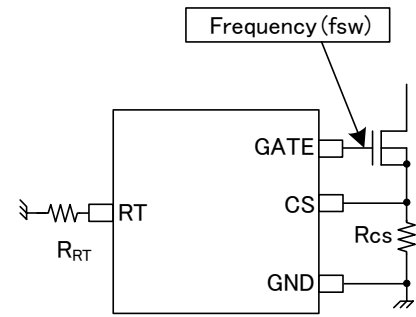 Frequency(fsw)
GATE
CS
RT
RRT
Rcs
GND